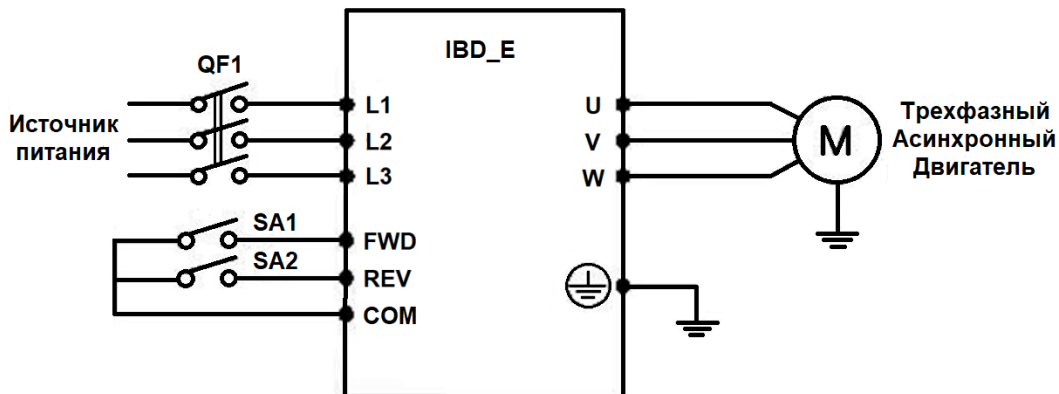 IBD_E
QF1
Источник
питания
L1
L2
L3
SA1
SA2
FWD
REV
COM
U
V
W
M
Трехфазный
Асинхронный
Двигатель